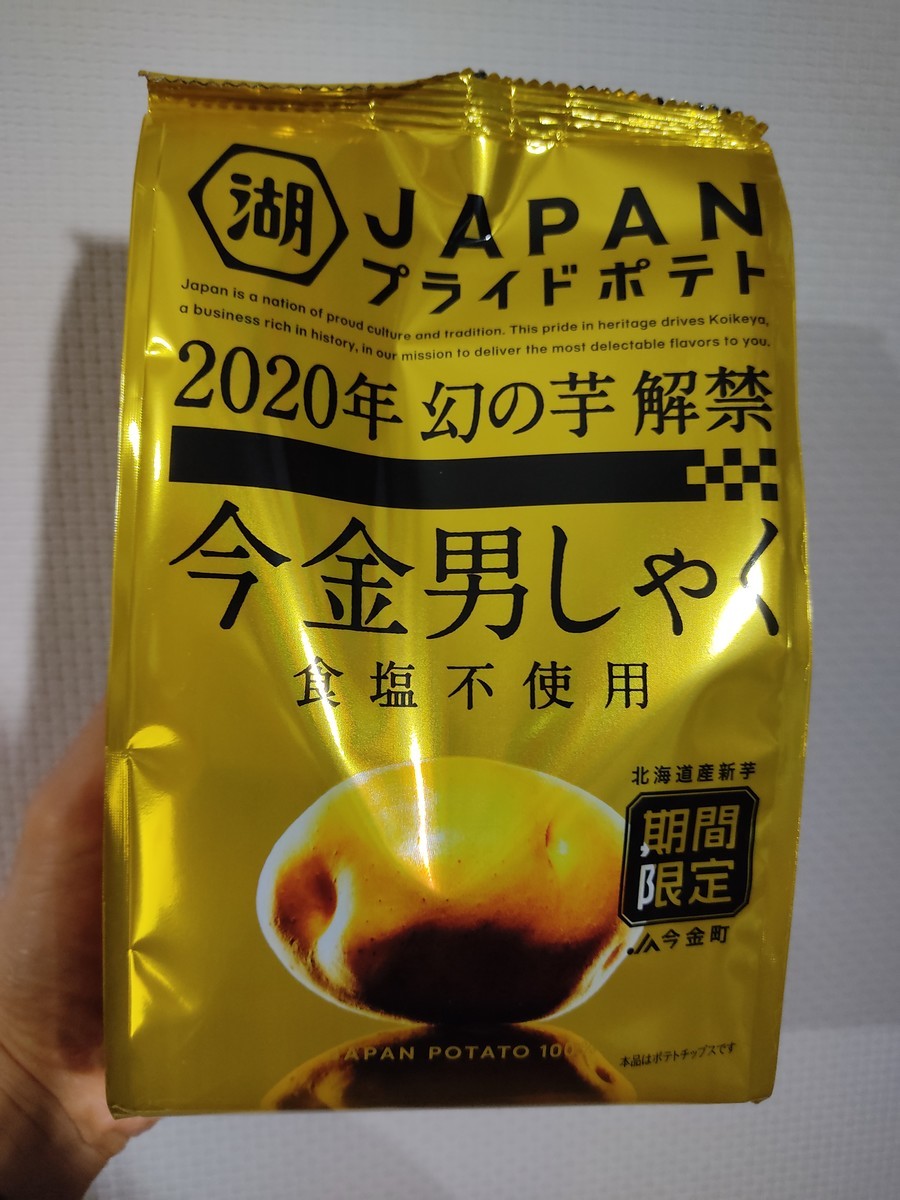 湖
JAPAN
プライドポテト
Japan is a nation of proud culture and tradition. This pride in heritage drives Koikeya,
a business rich in history, in our mission to deliver the most delectable flavors to you.
2020年 幻の芋 解禁
今金男しゃく
食塩不使用
北海道産新芋
期間
限定
JA今金町
APAN POTATO 100
本品はポテトチップスです